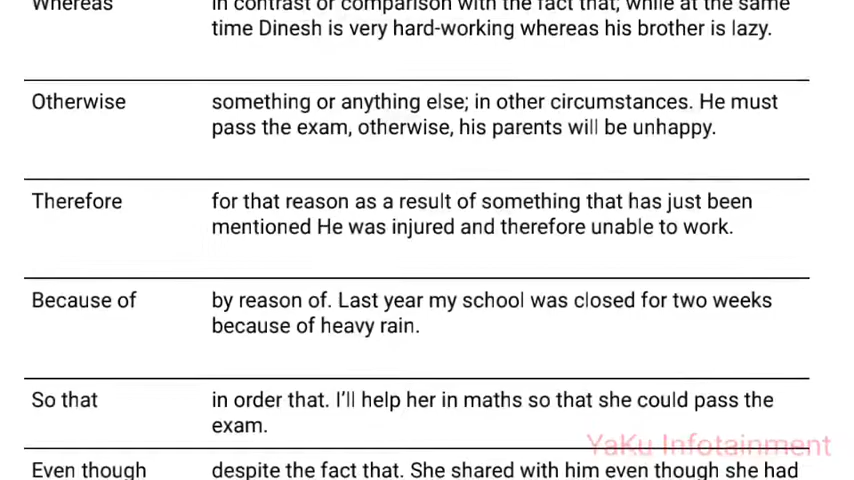 Whereas
in contrast or comparison with the fact that; while at the same
time Dinesh is very hard-working whereas his brother is lazy.
Otherwise
something or anything else; in other circumstances. He must
pass the exam, otherwise, his parents will be unhappy.
Therefore
for that reason as a result of something that has just been
mentioned He was injured and therefore unable to work.
Because of
by reason of. Last year my school was closed for two weeks
because of heavy rain.
So that
in order that. I'll help her in maths so that she could pass the
exam.
YaKu Infotainment
Even though
despite the fact that. She shared with him even though she had